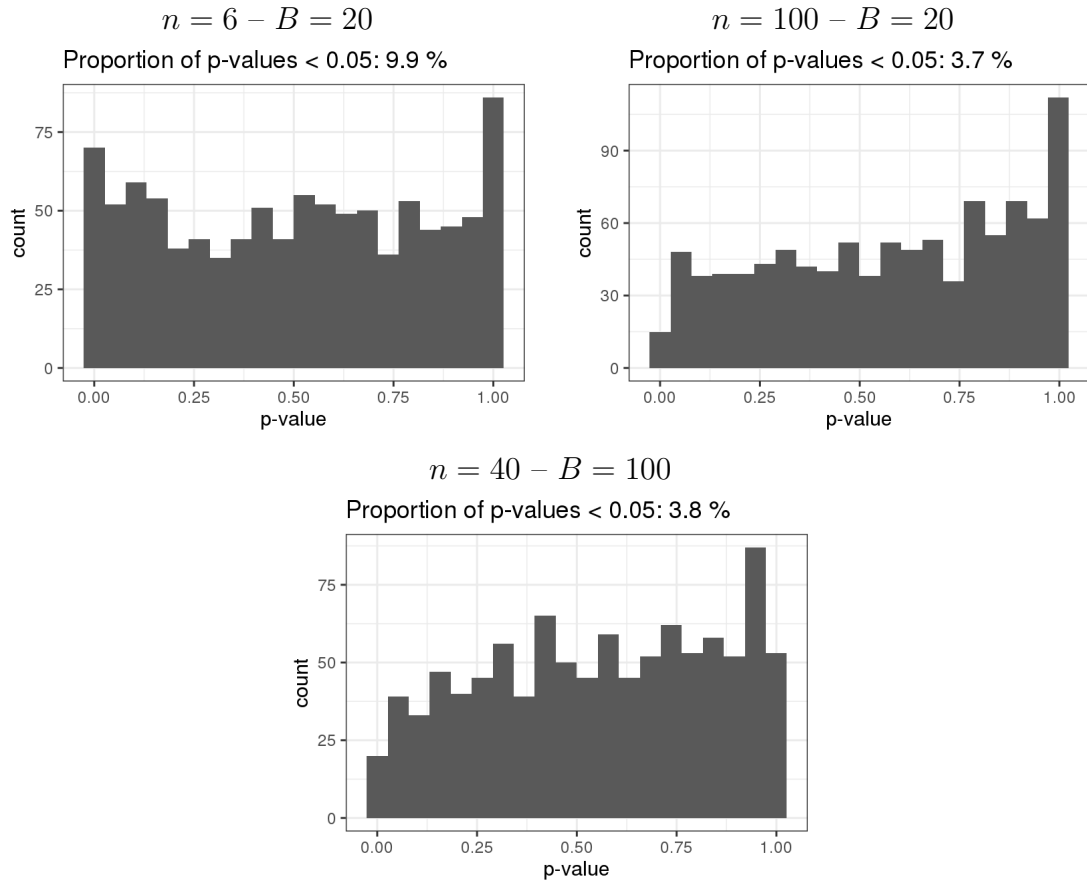 n = 6 – B = 20
Proportion of p-values < 0.05: 9.9 %
75
50
25
0
count
0.00 0.25 0.50 0.75 1.00
p-value
n = 100 – B = 20
Proportion of p-values < 0.05: 3.7 %
90
60
30
0
count
0.00 0.25 0.50 0.75 1.00
p-value
n = 40 – B = 100
Proportion of p-values < 0.05: 3.8 %
75
50
25
0
count
0.00 0.25 0.50 0.75 1.00
p-value